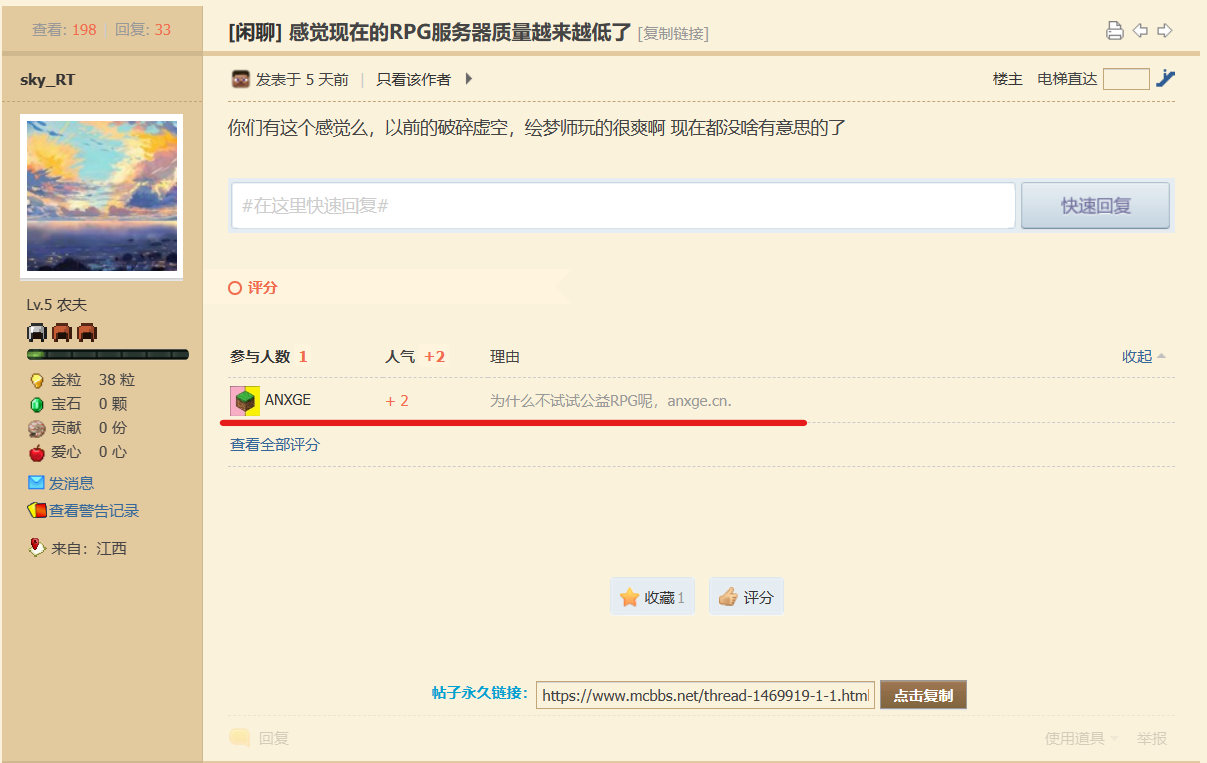 查看: 198 | 回复: 33
[闲聊] 感觉现在的RPG服务器质量越来越低了 [复制链接]
sky_RT
发表于 5 天前 | 只看该作者
楼主 电梯直达
你们有这个感觉么，以前的破碎虚空，绘梦师玩的很爽啊 现在都没啥有意思的了
#在这里快速回复#
快速回复
评分
Lv.5 农夫
参与人数 1 人气 +2 理由 收起
金粒 38 粒
宝石 0 颗
贡献 0 份
爱心 0 心
ANXGE + 2 为什么不试试公益RPG呢，anxge.cn.
查看全部评分
发消息
查看警告记录
来自：江西
收藏1 评分
帖子永久链接: https://www.mcbbs.net/thread-1469919-1-1.html 点击复制
回复 使用道具 举报